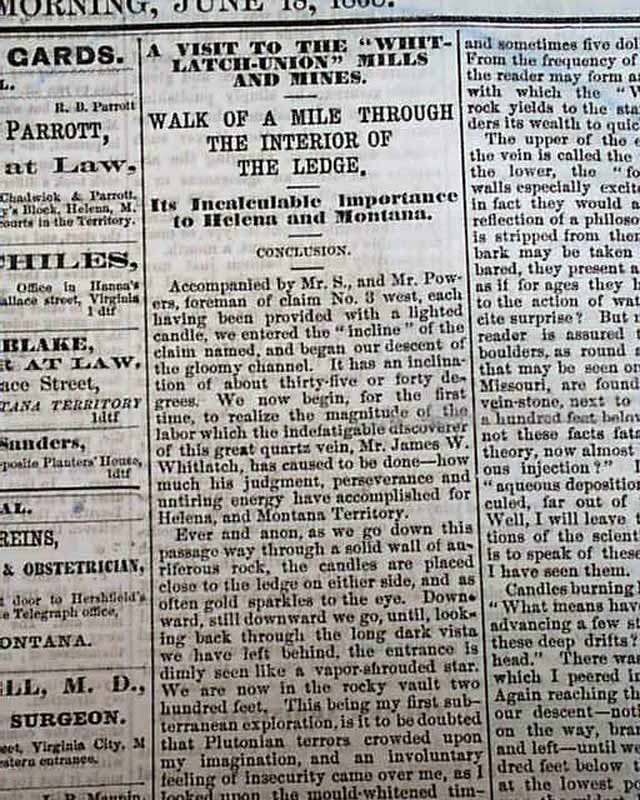 MORNING, JUNE 18,
GARDS.
L.
R. B. Parrott
PARROTT,
at Law,
Chadwick & Parrott,
y's Block, Helena, M.
courts in the Territory.
CHILES,
Office in Hanna's
allace street, Virginia
1 dtf
BLAKE,
R AT LAW,
ace Street,
TANA TERRITORY
1dtf
Sanders,
pposite Planters' House,
1dtf
AL.
REINS,
& OBSTETRICIAN,
t door to Hershfield's
e Telegraph office,
ONTANA.
ELL, M. D.,
SURGEON.
eet, Virginia City, M
estern entrance.
L. B. Maupin,
A VISIT TO THE "WHIT-
LATCH-UNION" MILLS
AND MINES.
WALK OF A MILE THROUGH
THE INTERIOR OF
THE LEDGE.
Its Incalculable Importance
to Helena and Montana.
CONCLUSION.
Accompanied by Mr. S., and Mr. Pow-
ers, foreman of claim No. 3 west, each
having been provided with a lighted
candle, we entered the "incline" of the
claim named, and began our descent of
the gloomy channel. It has an inclina-
tion of about thirty-five or forty de-
grees. We now begin, for the first
time, to realize the magnitude of the
labor which the indefatigable discoverer
of this great quartz vein, Mr. James W.
Whitlatch, has caused to be done—how
much his judgment, perseverance and
untiring energy have accomplished for
Helena, and Montana Territory.
Ever and anon, as we go down this
passage way through a solid wall of au-
riferous rock, the candles are placed
close to the ledge on either side, and as
often gold sparkles to the eye. Down-
ward, still downward we go, until, look-
ing back through the long dark vista
we have left behind, the entrance is
dimly seen like a vapor-shrouded star.
We are now in the rocky vault two
hundred feet. This being my first sub-
terranean exploration, is it to be doubted
that Plutonian terrors crowded upon
my imagination, and an involuntary
feeling of insecurity came over me, as I
looked upon the mould-whitened tim-
and sometimes five dol
From the frequency of
the reader may form a
with which the "W
rock yields to the sta
ders its wealth to quie
The upper of the
the vein is called the
the lower, the "fo
walls especially excite
in fact they would a
reflection of a philoso
is stripped from ther
bark may be taken
bared, they present a
as if for ages they h
to the action of wat
cite surprise? But
reader is assured t
boulders, as round
that may be seen on
Missouri, are found
vein-stone, next to
a hundred feet below
not these facts fata
theory, now almost
ous injection?"
"aqueous deposition
culed, far out of
Well, I will leave t
tions of the scienti
is to speak of these
I have seen them.
Candles burning
"What means hav
advancing a few st
these deep drifts?
head." There wa
which I peered in
Again reaching th
our descent—noti
on the way, bran
and left—until we
dred feet below t
at the lowest po